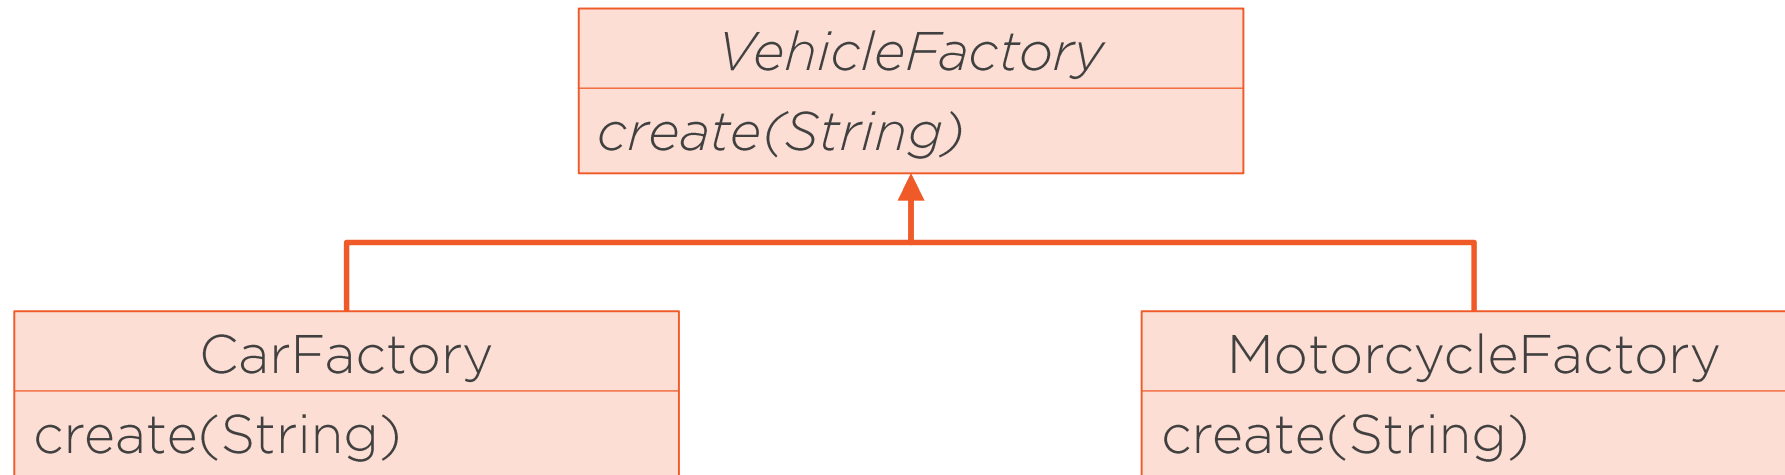 VehicleFactory
create(String)
CarFactory
create(String)
MotorcycleFactory
create(String)